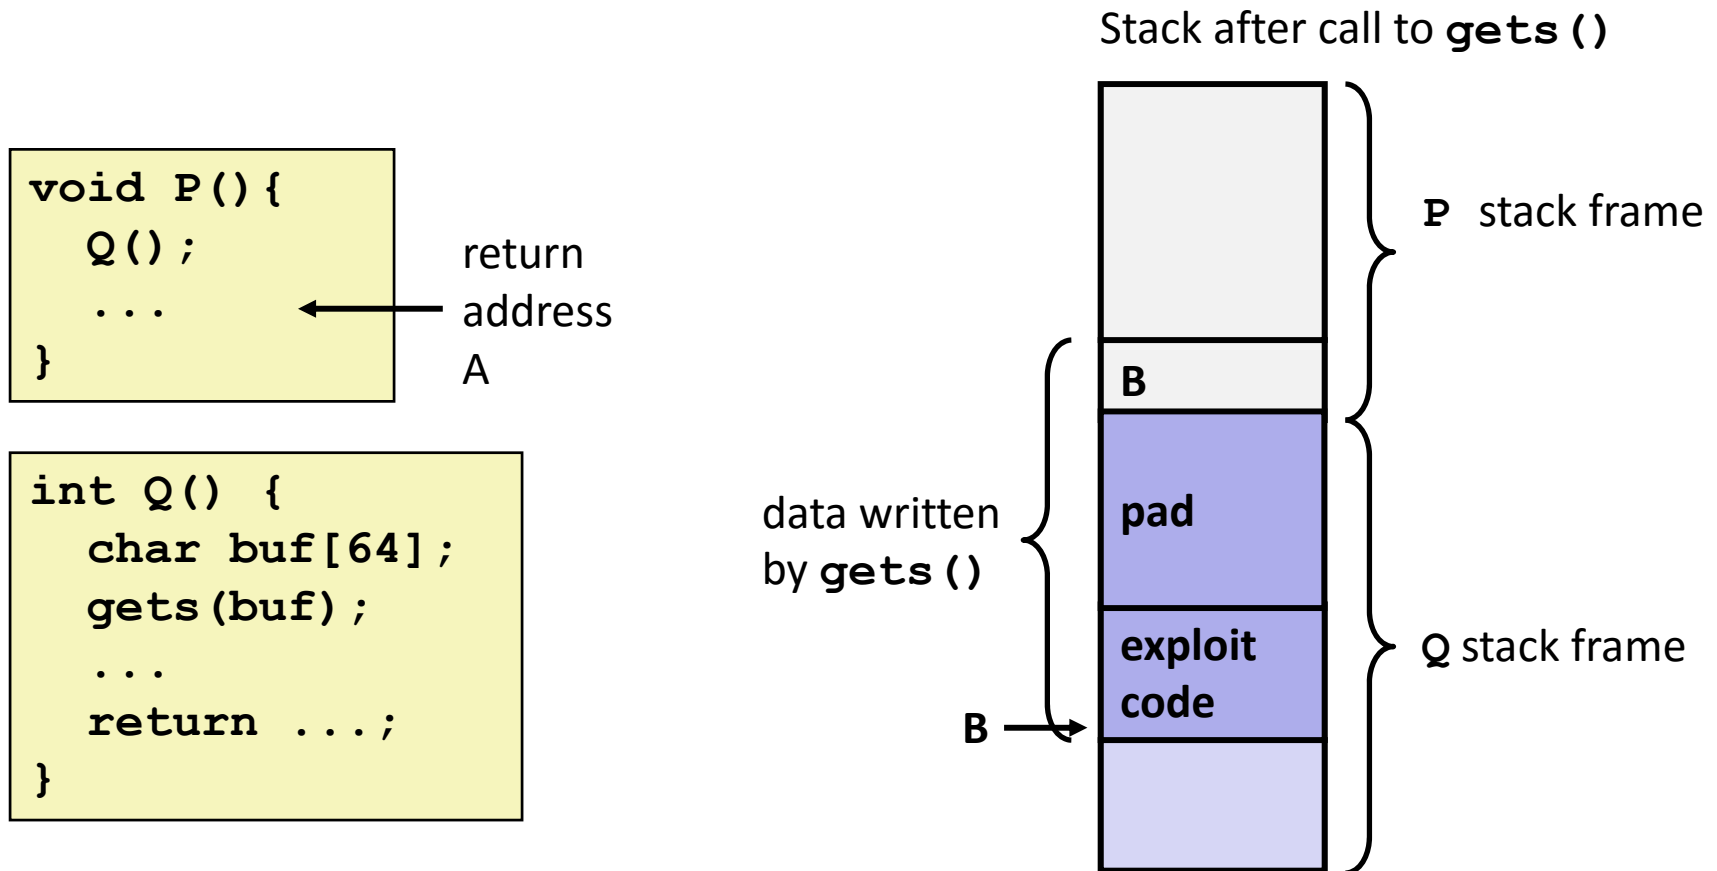 Stack after call to gets()
void P(){
  Q();
  ...
}
return
address
A
int Q() {
  char buf[64];
  gets(buf);
  ...
  return ...;
}
P stack frame
B
data written
by gets()
pad
exploit
code
B
Q stack frame